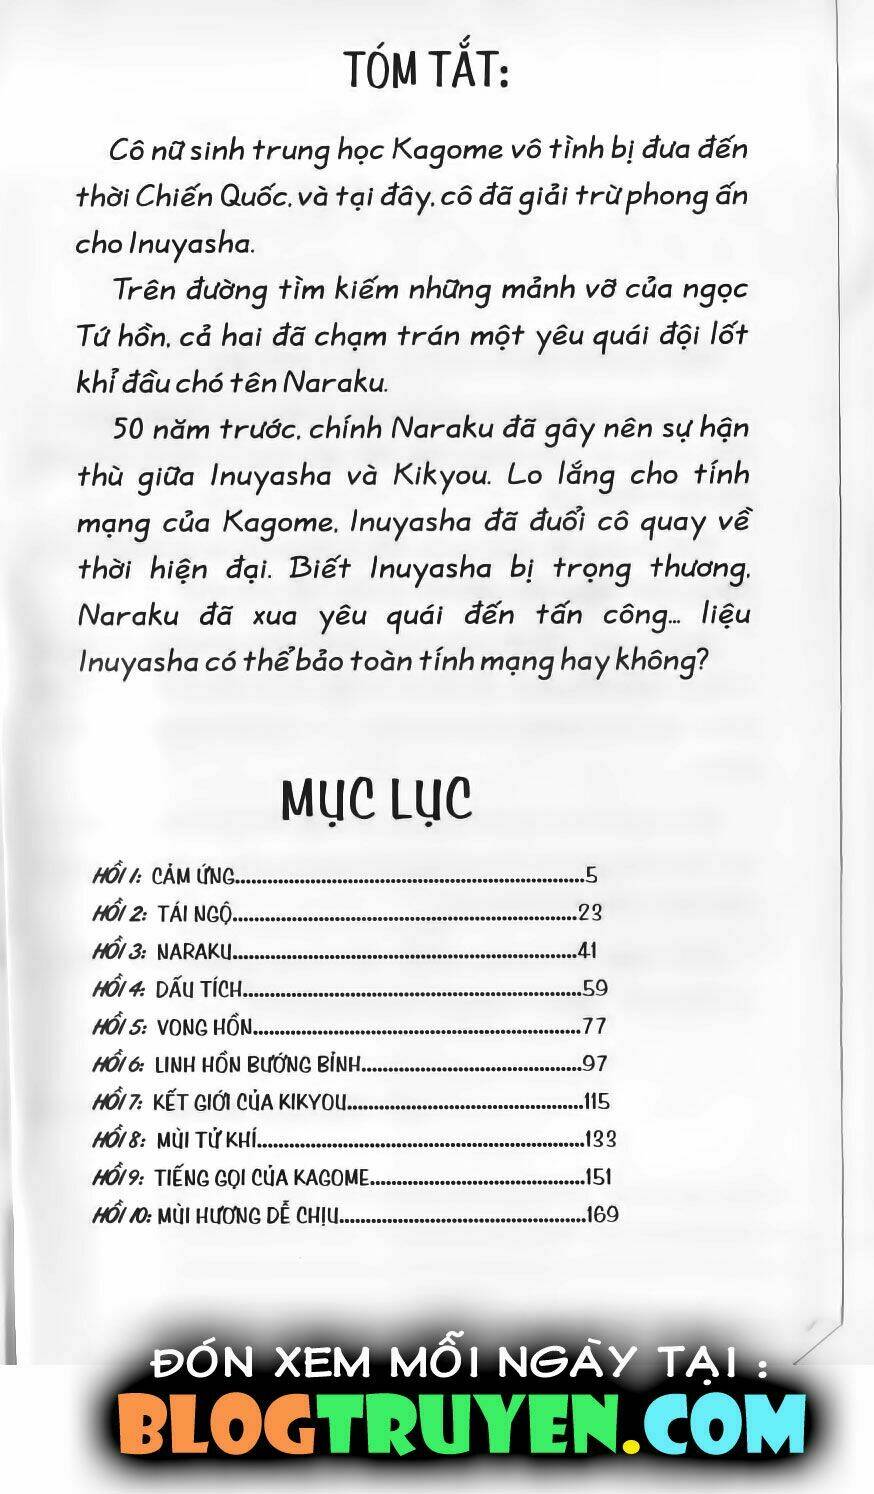 TÓM TẮT:
Cô nữ sinh trung học Kagome vô tình bị đưa đến
thời Chiến Quốc, và tại đây, cô đã giải trừ phong ấn
cho Inuyasha.
Trên đường tìm kiếm những mảnh vỡ của ngọc
Tứ hồn, cả hai đã chạm trán một yêu quái đội lốt
khỉ đầu chó tên Naraku.
50 năm trước, chính Naraku đã gây nên sự hận
thù giữa Inuyasha và Kikyou. Lo lắng cho tính
mạng của Kagome, Inuyasha đã đuổi cô quay về
thời hiện đại. Biết Inuyasha bị trọng thương,
Naraku đã xua yêu quái đến tấn công... liệu
Inuyasha có thể bảo toàn tính mạng hay không?
MỤC LỤC
HỒI 1: CẢM ỨNG...............................................................5
HỒI 2: TÁI NGỘ..............................................................23
HỒI 3: NARAKU..............................................................41
HỒI 4: DẤU TÍCH.............................................................59
HỒI 5: VONG HỒN...........................................................77
HỒI 6: LINH HỒN BƯỚNG BỈNH........................................97
HỒI 7: KẾT GIỚI CỦA KIKYOU...........................................115
HỒI 8: MÙI TỬ KHÍ...........................................................133
HỒI 9: TIẾNG GỌI CỦA KAGOME.......................................151
HỒI 10: MÙI HƯƠNG DỄ CHỊU.............................................169
ĐÓN XEM MỖI NGÀY TẠI :
BLOGTRUYEN.COM